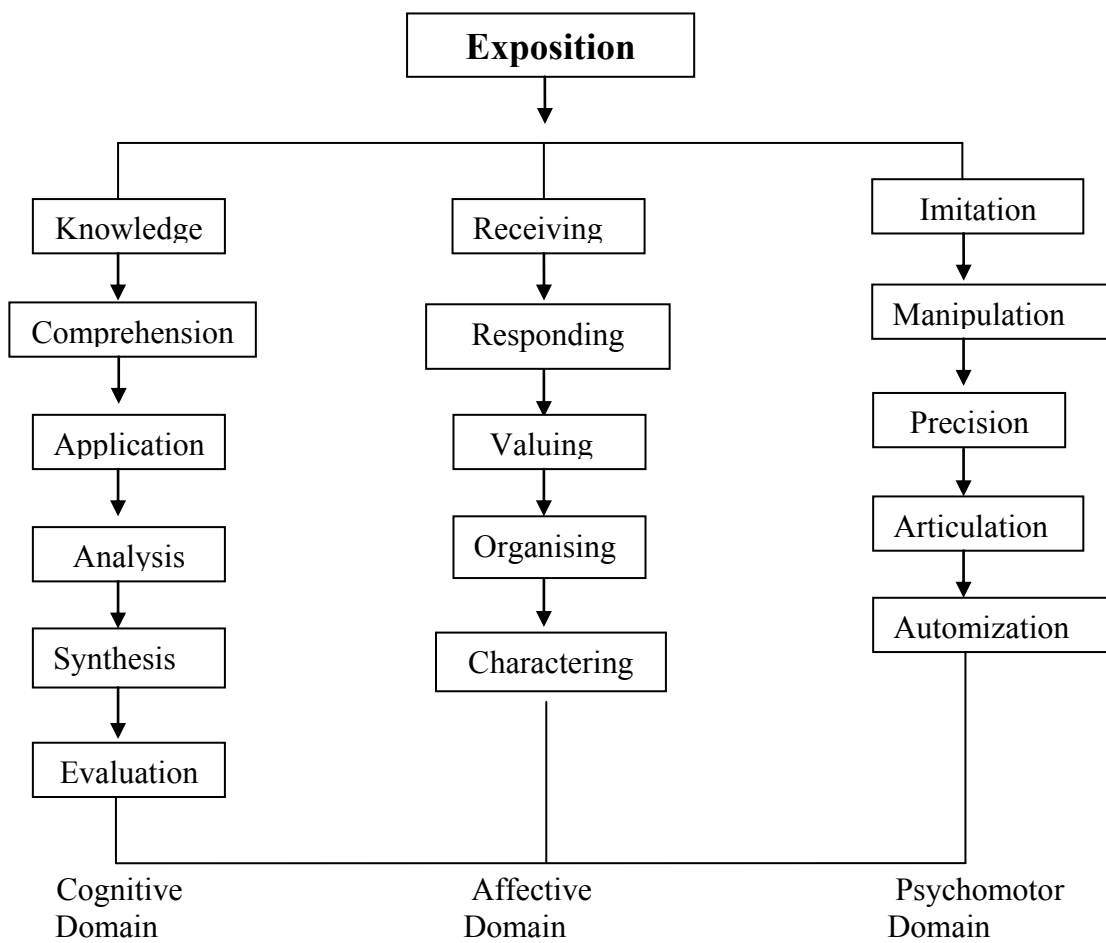 Exposition
Knowledge
Comprehension
Application
Analysis
Synthesis
Evaluation
Cognitive
Domain
Receiving
Responding
Valuing
Organising
Charactering
Affective
Domain
Imitation
Manipulation
Precision
Articulation
Automization
Psychomotor
Domain